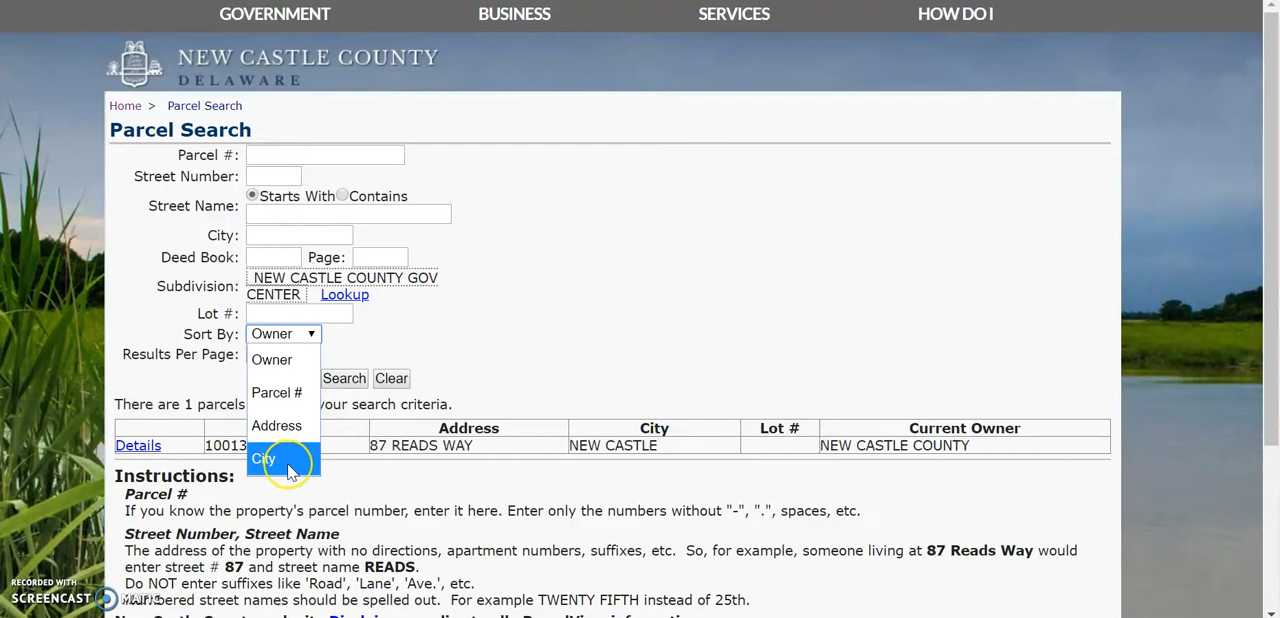 GOVERNMENT BUSINESS SERVICES HOW DO I
NEW CASTLE COUNTY
DELAWARE
Home > Parcel Search
Parcel Search
Parcel #:
Street Number:
Starts With Contains
Street Name:
City:
Deed Book: Page:
NEW CASTLE COUNTY GOV
Subdivision:
CENTER Lookup
Lot #:
Sort By: Owner
Results Per Page:
Owner
Parcel #
Address
City
Search Clear
There are 1 parcels your search criteria.
Address City Lot # Current Owner
Details 10013 87 READS WAY NEW CASTLE NEW CASTLE COUNTY
Instructions:
Parcel #
If you know the property's parcel number, enter it here. Enter only the numbers without "-", ".", spaces, etc.
Street Number, Street Name
The address of the property with no directions, apartment numbers, suffixes, etc. So, for example, someone living at 87 Reads Way would
enter street # 87 and street name READS.
Do NOT enter suffixes like 'Road', 'Lane', 'Ave.', etc.
street names should be spelled out. For example TWENTY FIFTH instead of 25th.
RECORDED WITH
SCREENCAST MATIC